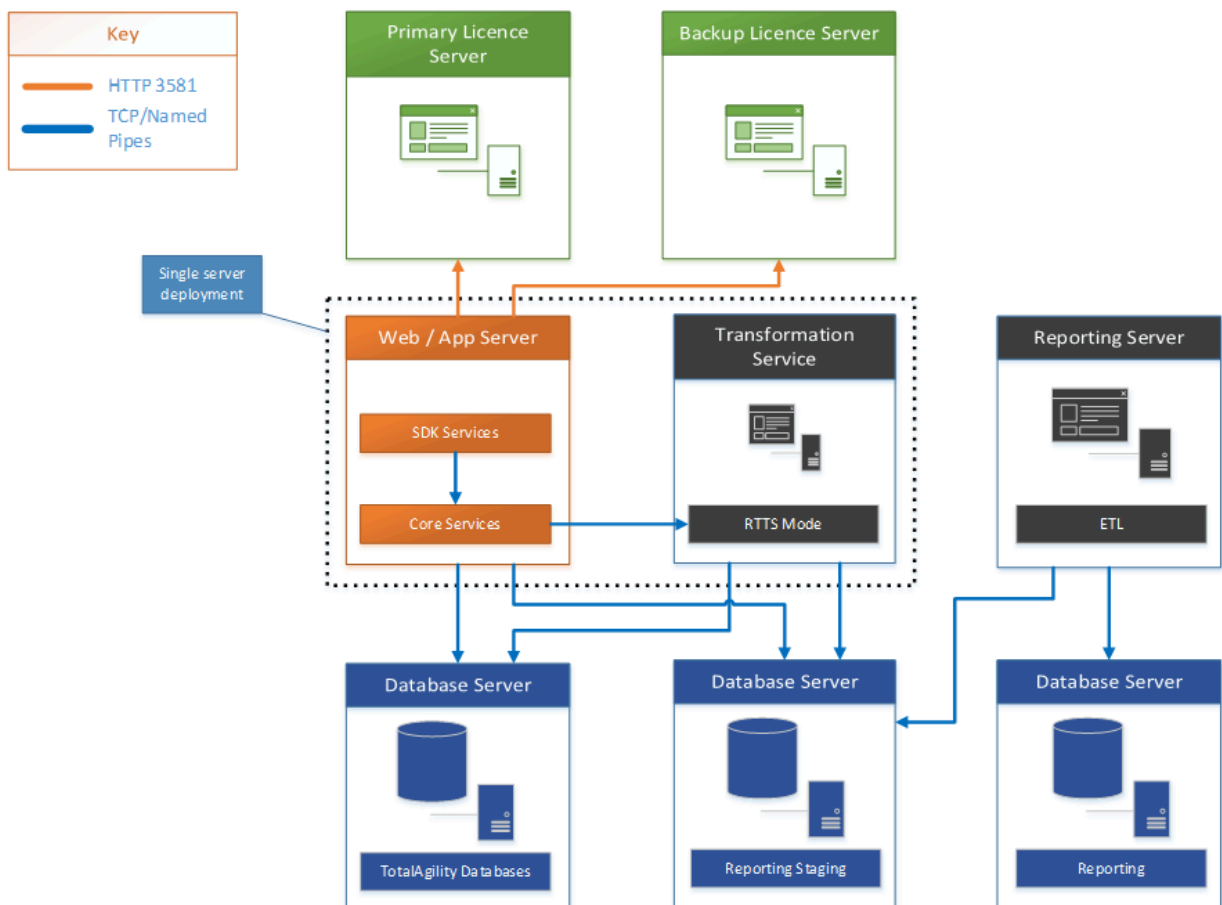 Key
HTTP 3581
TCP/Named
Pipes
Primary Licence
Server
Backup Licence Server
Single server
deployment
Web / App Server
SDK Services
Core Services
Transformation
Service
RTTS Mode
Reporting Server
ETL
Database Server
TotalAgility Databases
Database Server
Reporting Staging
Database Server
Reporting